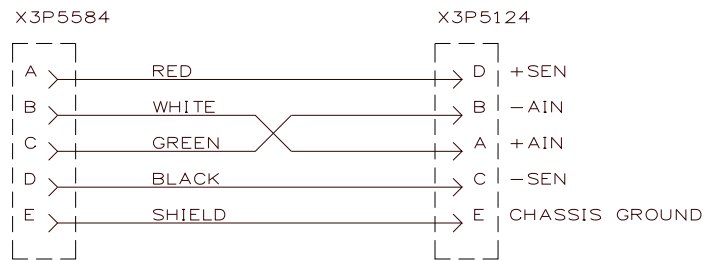 X3P5584 X3P5124
A RED D +SEN
B WHITE B -AIN
C GREEN A +AIN
D BLACK C -SEN
E SHIELD E CHASSIS GROUND